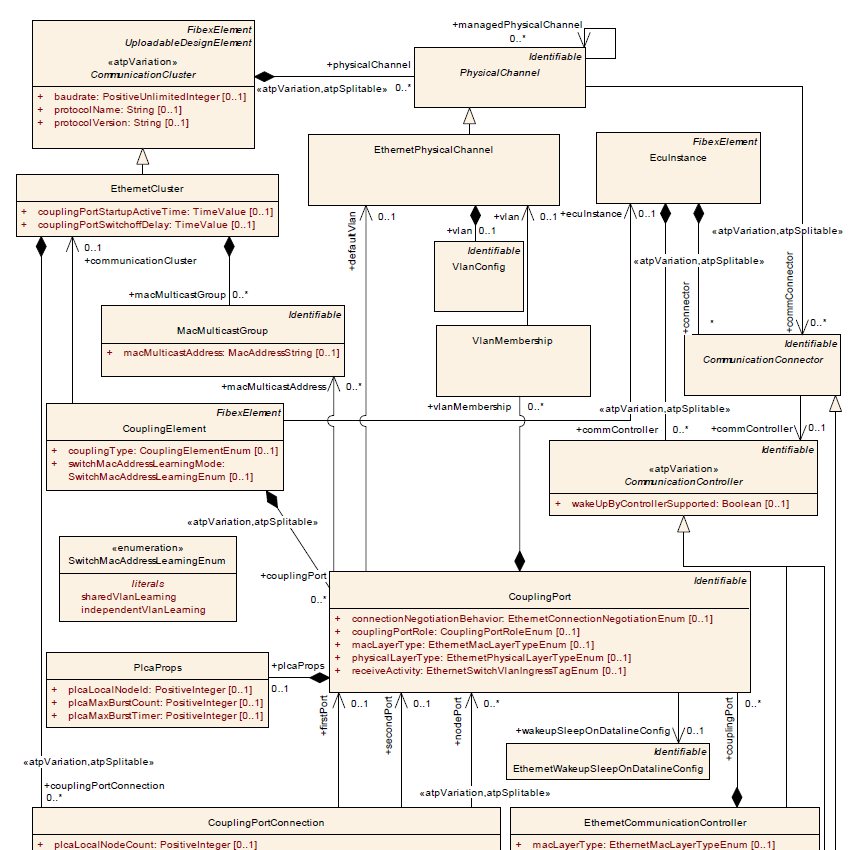 +managedPhysicalChannel
0..*
FibexElement
UploadableDesignElement
«atpVariation»
CommunicationCluster
+ baudrate: PositiveUnlimitedInteger [0..1]
+ protocolName: String [0..1]
+ protocolVersion: String [0..1]
+physicalChannel
«atpVariation,atpSplitable» 0..*
Identifiable
PhysicalChannel
EthernetPhysicalChannel
FibexElement
EcuInstance
EthernetCluster
+ couplingPortStartupActiveTime: TimeValue [0..1]
+ couplingPortSwitchoffDelay: TimeValue [0..1]
+defaultVlan
0..1
+vlan 0..1
+vlan 0..1
+ecuInstance 0..1
«atpVariation,atpSplitable»
«atpVariation,atpSplitable»
0..1
+communicationCluster
Identifiable
VlanConfig
+connector
*
+commConnector
0..*
+macMulticastGroup 0..*
Identifiable
MacMulticastGroup
+ macMulticastAddress: MacAddressString [0..1]
VlanMembership
Identifiable
CommunicationConnector
+macMulticastAddress 0..*
+vlanMembership 0..*
«atpVariation,atpSplitable»
+commController 0..*
+commController 0..1
FibexElement
CouplingElement
+ couplingType: CouplingElementEnum [0..1]
+ switchMacAddressLearningMode:
SwitchMacAddressLearningEnum [0..1]
Identifiable
«atpVariation»
CommunicationController
+ wakeUpByControllerSupported: Boolean [0..1]
«atpVariation,atpSplitable»
«enumeration»
SwitchMacAddressLearningEnum
literals
sharedVlanLearning
independentVlanLearning
+couplingPort
0..*
Identifiable
CouplingPort
+ connectionNegotiationBehavior: EthernetConnectionNegotiationEnum [0..1]
+ couplingPortRole: CouplingPortRoleEnum [0..1]
+ macLayerType: EthernetMacLayerTypeEnum [0..1]
+ physicalLayerType: EthernetPhysicalLayerTypeEnum [0..1]
+ receiveActivity: EthernetSwitchVlanIngressTagEnum [0..1]
PlcaProps
+ plcaLocalNodeId: PositiveInteger [0..1]
+ plcaMaxBurstCount: PositiveInteger [0..1]
+ plcaMaxBurstTimer: PositiveInteger [0..1]
+plcaProps
0..1
+firstPort
0..1
+secondPort
0..1
+nodePort
0..*
+wakeupSleepOnDatalineConfig 0..1
+couplingPort
0..*
Identifiable
EthernetWakeupSleepOnDatalineConfig
«atpVariation,atpSplitable»
+couplingPortConnection
0..*
«atpVariation,atpSplitable»
CouplingPortConnection
+ plcaLocalNodeCount: PositiveInteger [0..1]
EthernetCommunicationController
+ macLayerType: EthernetMacLayerTypeEnum [0..1]